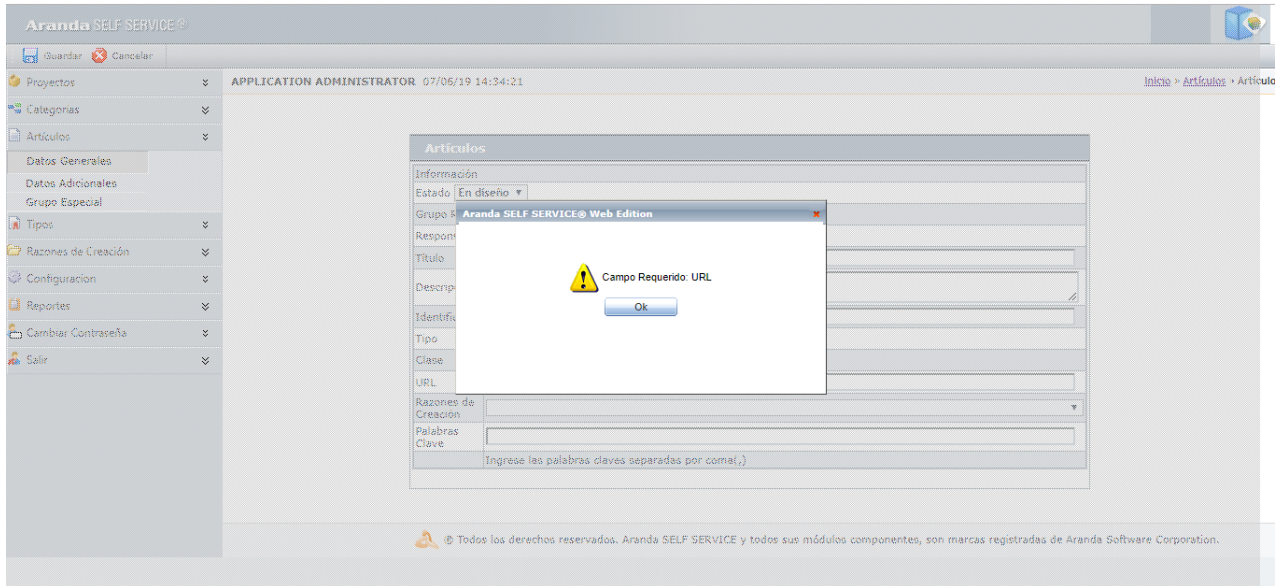 Aranda SELF SERVICE ®
Guardar Cancelar
Proyectos
APPLICATION ADMINISTRATOR 07/06/19 14:34:21
Inicio > Artículos > Artículo
Categorias
Artículos
Datos Generales
Datos Adicionales
Grupo Especial
Tipos
Razones de Creación
Configuracion
Reportes
Cambiar Contraseña
Salir
Artículos
Información
Estado En diseño
Grupo
Respon
Título
Descrip
Identific
Tipo
Clase
URL
Razones de
Creación
Palabras
Clave
Ingrese las palabras claves separadas por coma(,)
Aranda SELF SERVICE® Web Edition
Campo Requerido: URL
Ok
® Todos los derechos reservados. Aranda SELF SERVICE y todos sus módulos componentes, son marcas registradas de Aranda Software Corporation.